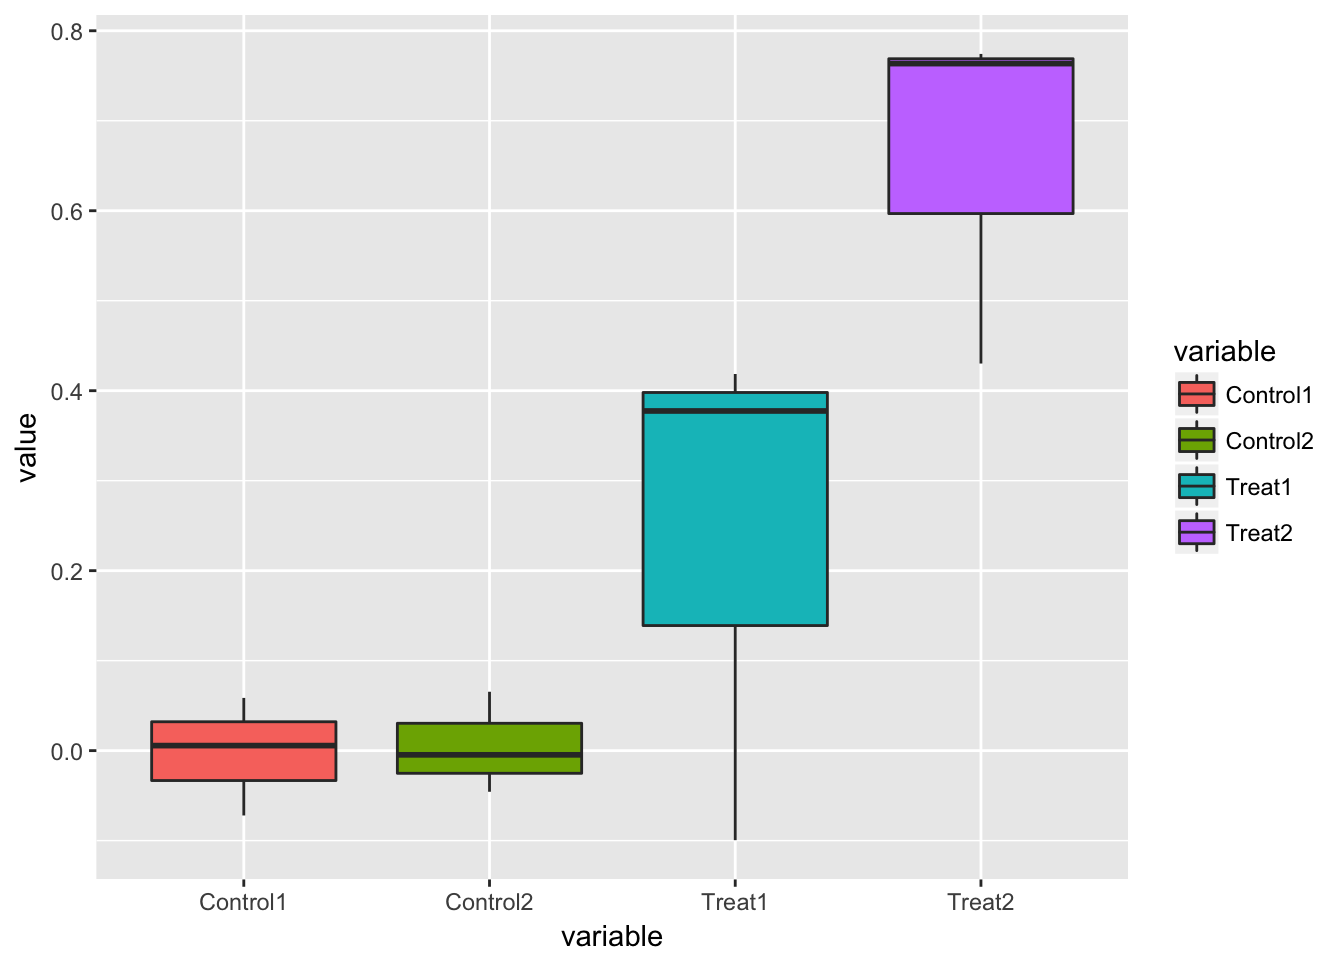 0.8
0.6
0.4
0.2
0.0
value
Control1
Control2
Treat1
Treat2
variable
variable
Control1
Control2
Treat1
Treat2